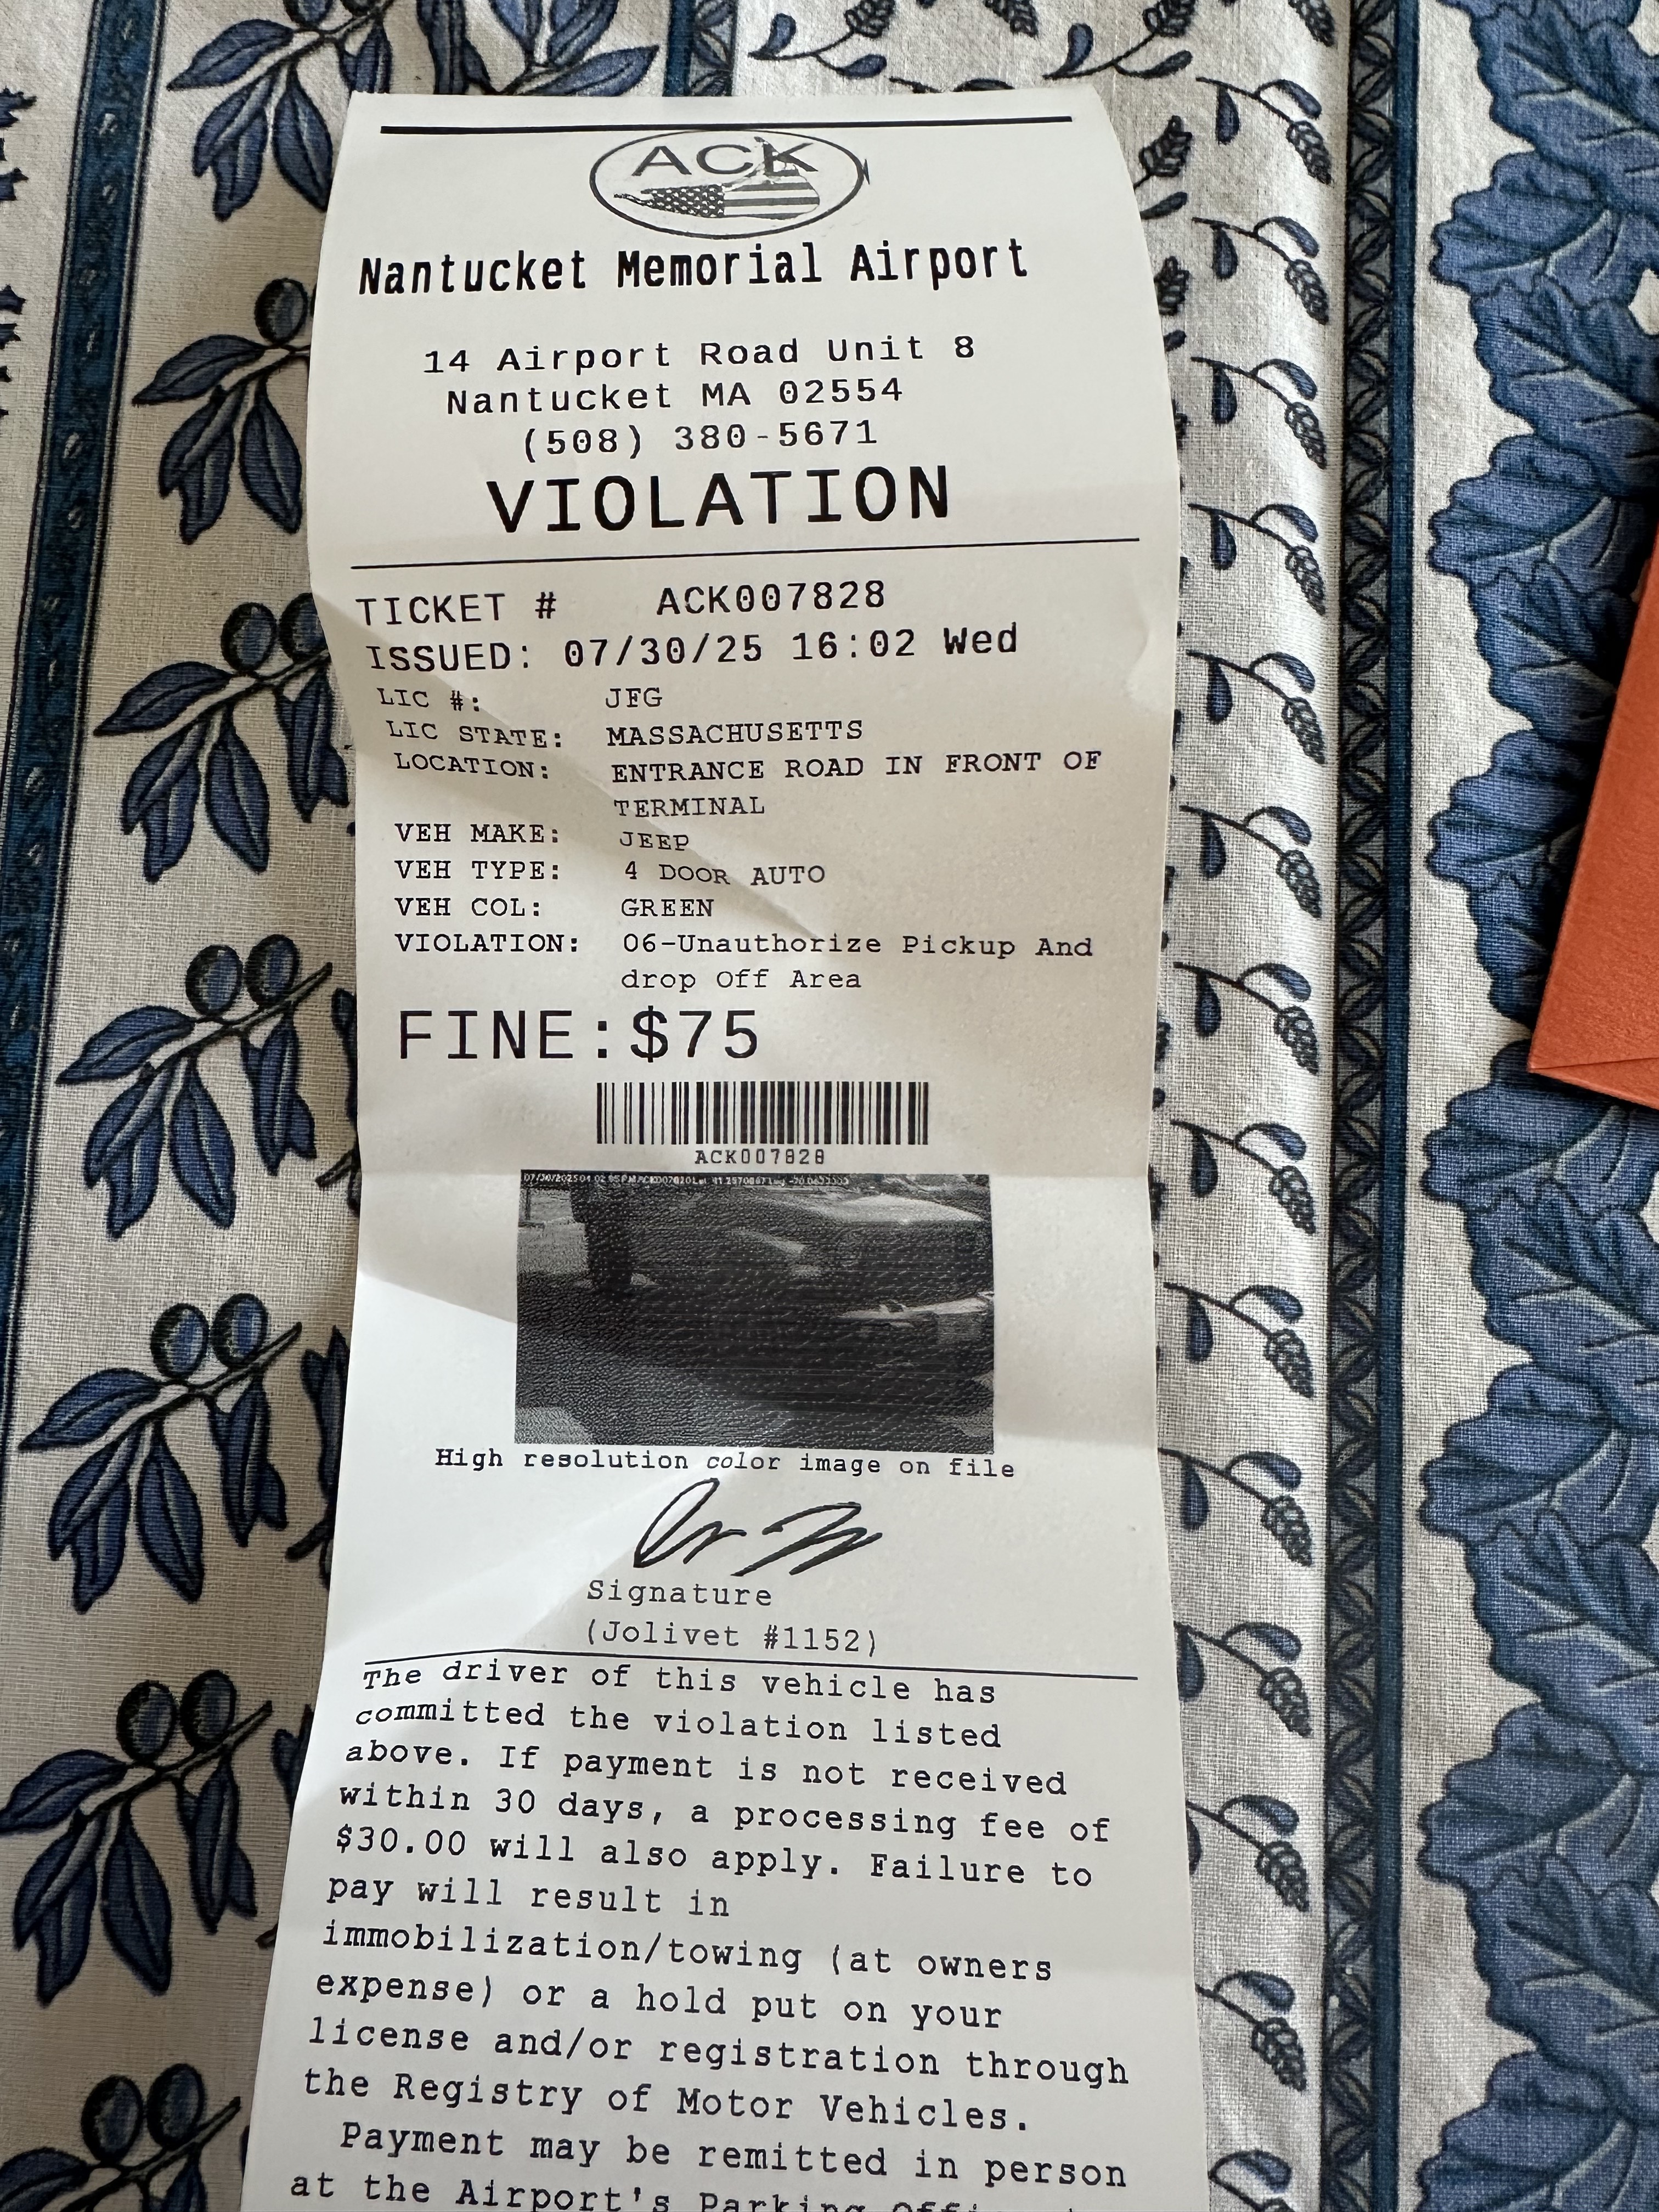 ACK
Nantucket Memorial Airport
14 Airport Road Unit 8
Nantucket MA 02554
(508) 380-5671
VIOLATION
TICKET # ACK007828
ISSUED: 07/30/25 16:02 Wed
LIC #: JFG
LIC STATE: MASSACHUSETTS
LOCATION: ENTRANCE ROAD IN FRONT OF
TERMINAL
VEH MAKE: JEEP
VEH TYPE: 4 DOOR AUTO
VEH COL: GREEN
VIOLATION: 06-Unauthorize Pickup And
drop Off Area
FINE:$75
ACK007828
High resolution color image on file
Signature
(Jolivet #1152)
The driver of this vehicle has
committed the violation listed
above. If payment is not received
within 30 days, a processing fee of
$30.00 will also apply. Failure to
pay will result in
immobilization/towing (at owners
expense) or a hold put on your
license and/or registration through
the Registry of Motor Vehicles.
Payment may be remitted in person
at the Airport's Parking